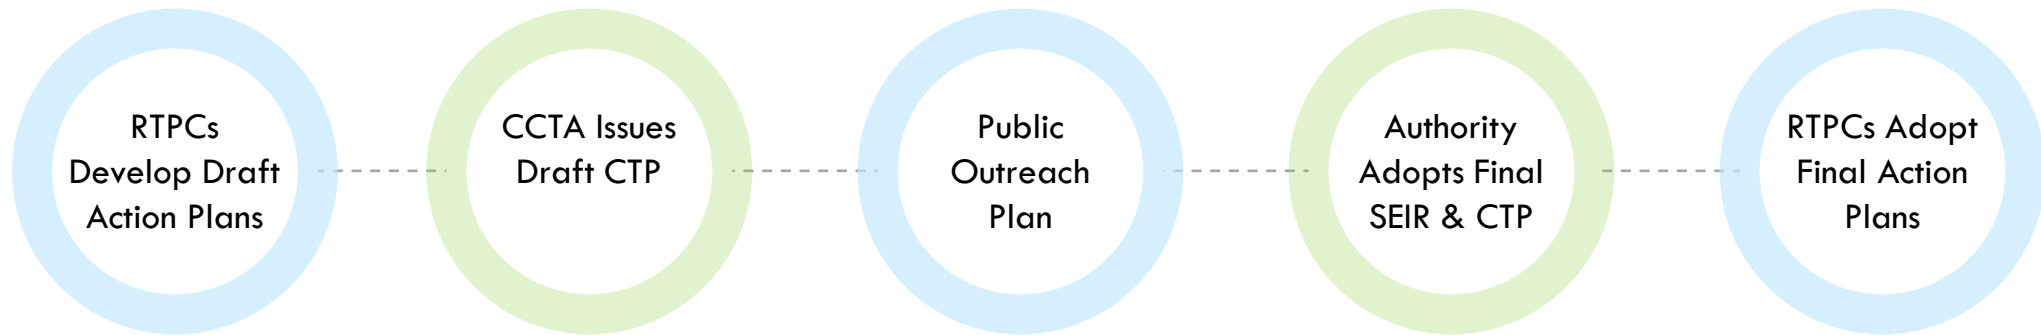 RTPCs
Develop Draft
Action Plans
CCTA Issues
Draft CTP
Public
Outreach
Plan
Authority
Adopts Final
SEIR & CTP
RTPCs Adopt
Final Action
Plans